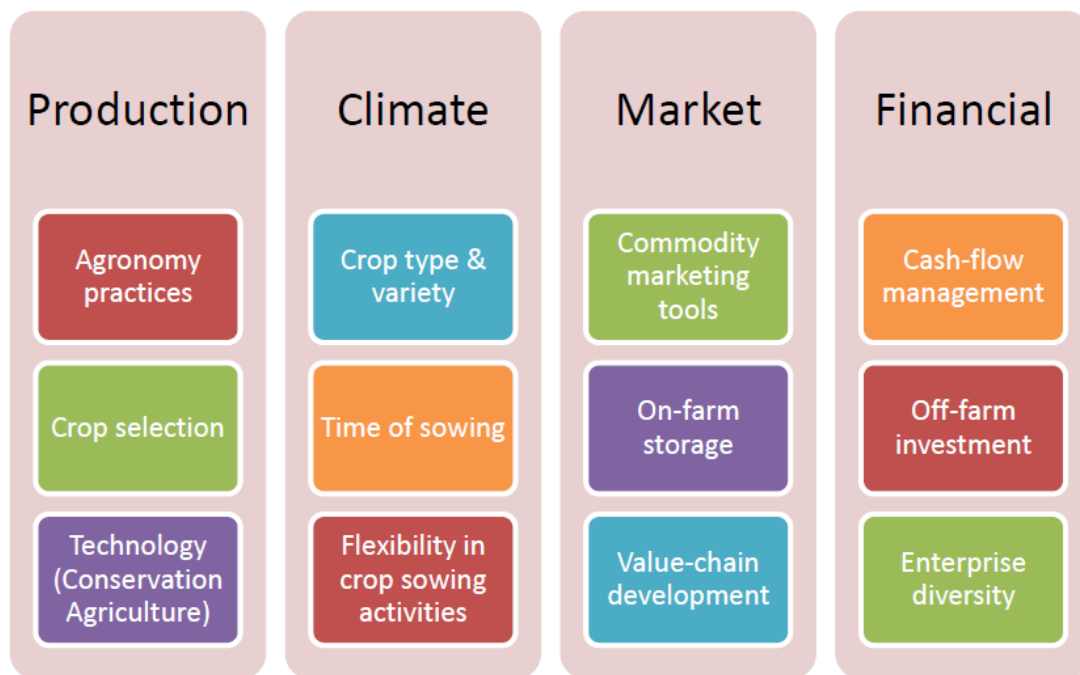 Production
Agronomy
practices
Crop selection
Technology
(Conservation
Agriculture)
Climate
Crop type &
variety
Time of sowing
Flexibility in
crop sowing
activities
Market
Commodity
marketing
tools
On-farm
storage
Value-chain
development
Financial
Cash-flow
management
Off-farm
investment
Enterprise
diversity